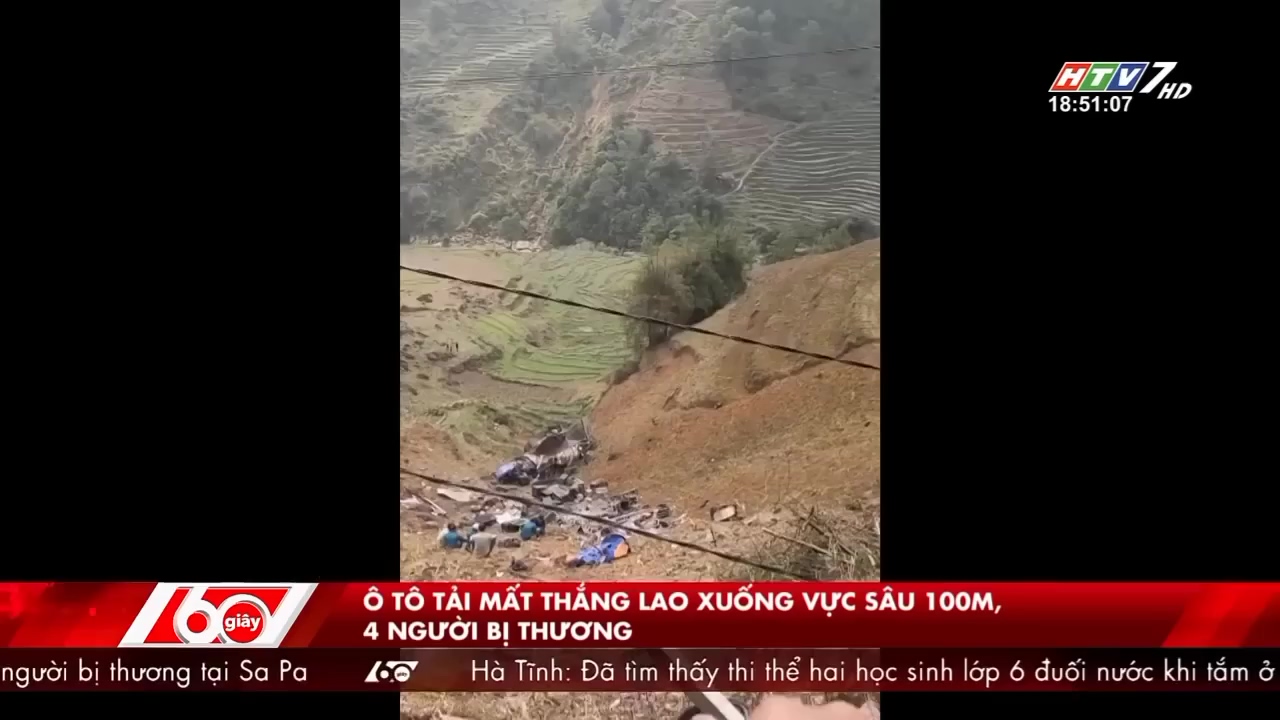 HTV7 HD
18:51:07
60 giây
Ô TÔ TẢI MẤT THẮNG LAO XUỐNG VỰC SÂU 100M,
4 NGƯỜI BỊ THƯƠNG
người bị thương tại Sa Pa 60 giây Hà Tĩnh: Đã tìm thấy thi thể hai học sinh lớp 6 đuối nước khi tắm ở